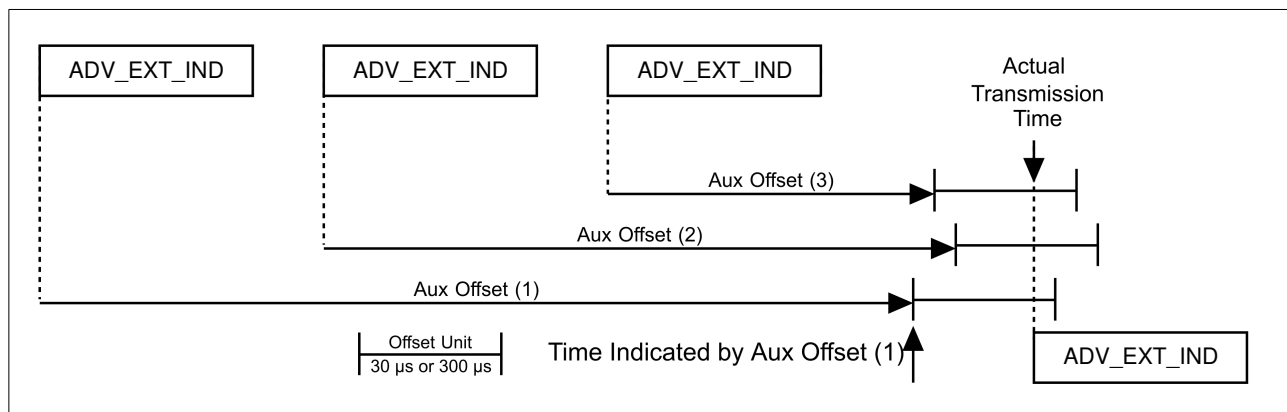 ADV_EXT_IND
ADV_EXT_IND
ADV_EXT_IND
Actual
Transmission
Time
Aux Offset (3)
Aux Offset (2)
Aux Offset (1)
Offset Unit
30 µs or 300 µs
Time Indicated by Aux Offset (1)
ADV_EXT_IND